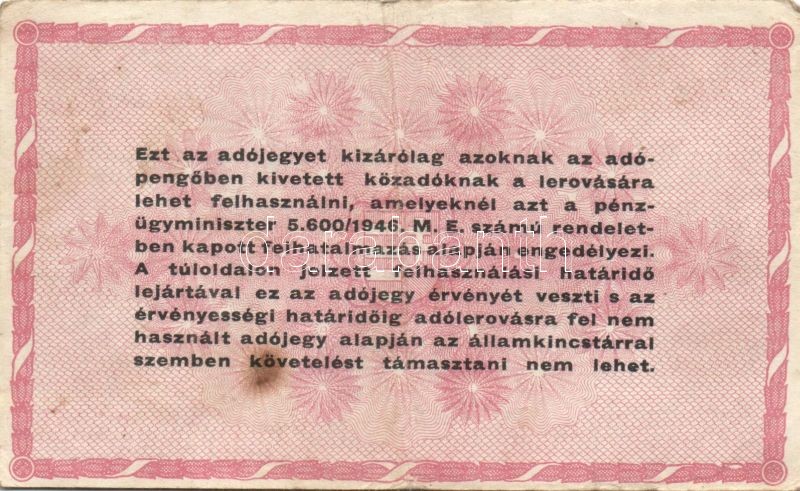 Ezt az adójegyet kizárólag azoknak az adó-
pengőben kivetett közadóknak a lerovására
lehet felhasználni, amelyeknél azt a pénz-
ügyminiszter 5.600/1946. M. E. számú rendelet-
ben kapott felhatalmazás alapján engedélyezi.
A túloldalon jelzett felhasználási határidő
lejártával ez az adójegy érvényét veszti s az
érvényességi határidőig adólerovásra fel nem
használt adójegy alapján az államkincstárral
szemben követelést támasztani nem lehet.
darabanth